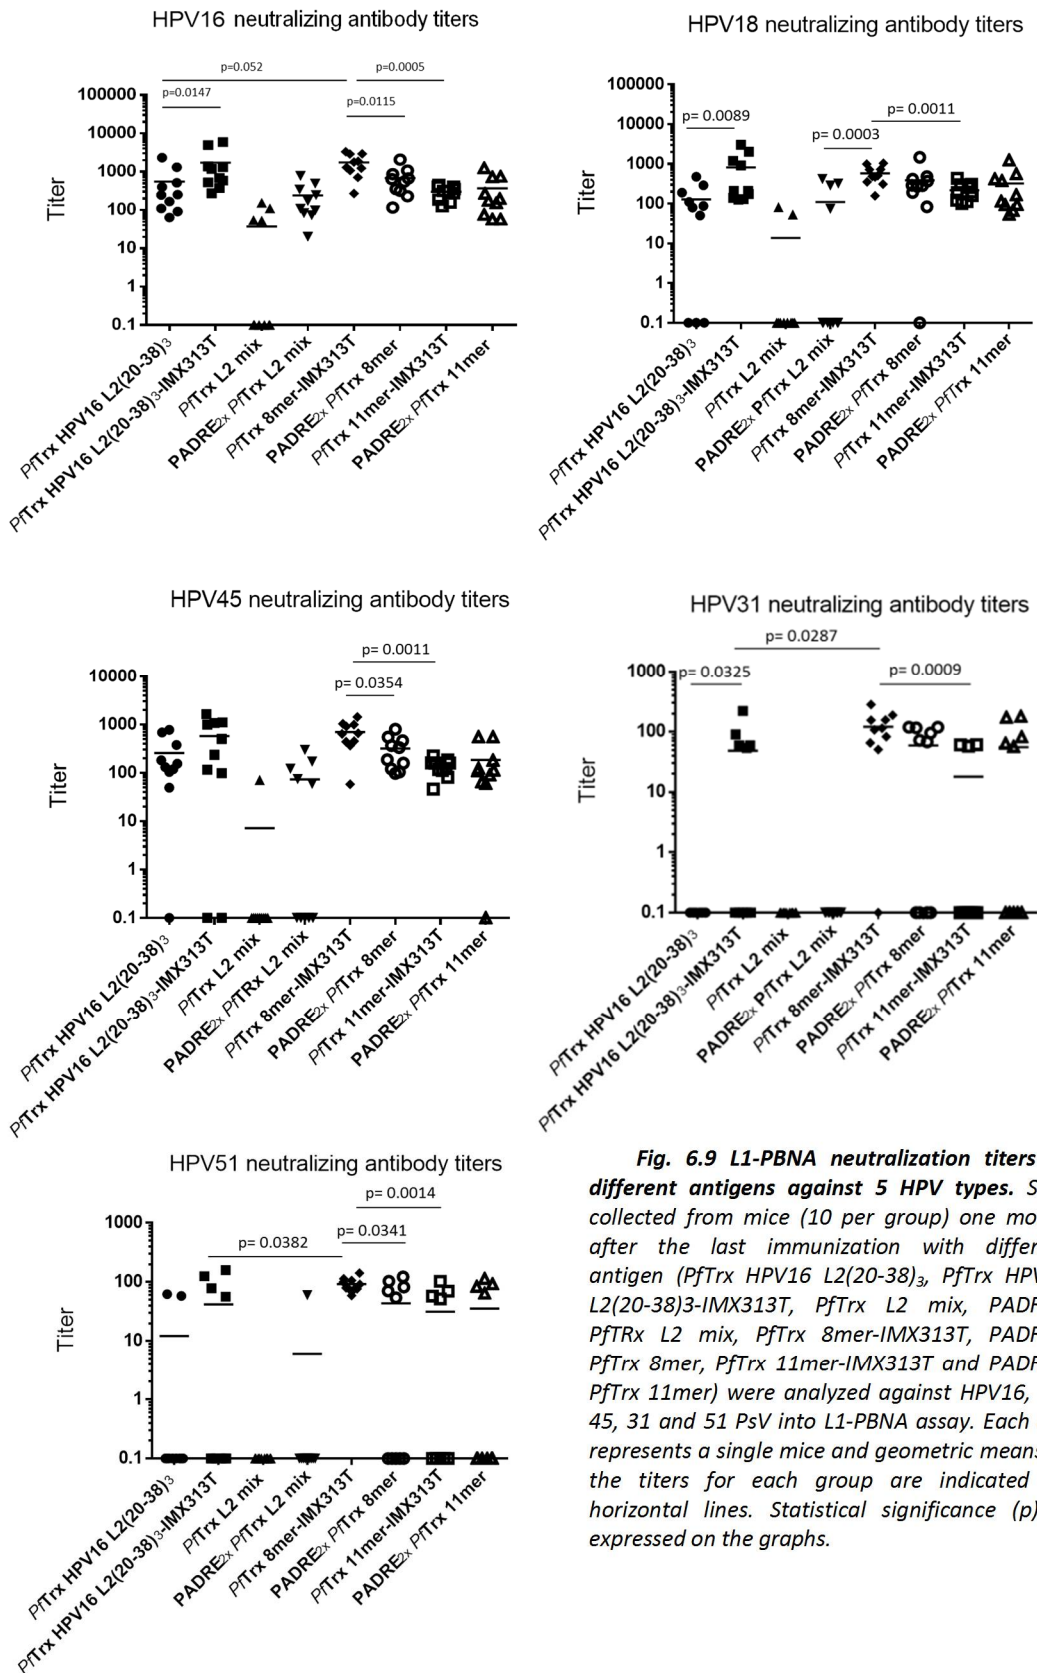 HPV16 neutralizing antibody titers
p=0.052
p=0.0005
p=0.0147
p=0.0115
100000
10000
1000
100
10
1
0.1
Titer
PfTrx HPV16 L2(20-38)3
PfTrx HPV16 L2(20-38)3-IMX313T
PfTrx L2 mix
PADRE2x PfTrx L2 mix
PfTrx 8mer-IMX313T
PADRE2x PfTrx 8mer
PfTrx 11mer-IMX313T
PADRE2x PfTrx 11mer
HPV18 neutralizing antibody titers
p= 0.0089
p= 0.0011
p= 0.0003
100000
10000
1000
100
10
1
0.1
Titer
PfTrx HPV16 L2(20-38)3
PfTrx HPV16 L2(20-38)3-IMX313T
PfTrx L2 mix
PADRE2x PfTrx L2 mix
PfTrx 8mer-IMX313T
PADRE2x PfTrx 8mer
PfTrx 11mer-IMX313T
PADRE2x PfTrx 11mer
HPV45 neutralizing antibody titers
p= 0.0011
p= 0.0354
10000
1000
100
10
1
0.1
Titer
PfTrx HPV16 L2(20-38)3
PfTrx HPV16 L2(20-38)3-IMX313T
PfTrx L2 mix
PADRE2x PfTRx L2 mix
PfTrx 8mer-IMX313T
PADRE2x PfTrx 8mer
PfTrx 11mer-IMX313T
PADRE2x PfTrx 11mer
HPV31 neutralizing antibody titers
p= 0.0287
p= 0.0325
p= 0.0009
1000
100
10
1
0.1
Titer
PfTrx HPV16 L2(20-38)3
PfTrx HPV16 L2(20-38)3-IMX313T
PfTrx L2 mix
PADRE2x PfTrx L2 mix
PfTrx 8mer-IMX313T
PADRE2x PfTrx 8mer
PfTrx 11mer-IMX313T
PADRE2x PfTrx 11mer
HPV51 neutralizing antibody titers
p= 0.0014
p= 0.0382
p= 0.0341
1000
100
10
1
0.1
Titer
PfTrx HPV16 L2(20-38)3
PfTrx HPV16 L2(20-38)3-IMX313T
PfTrx L2 mix
PADRE2x PfTrx L2 mix
PfTrx 8mer-IMX313T
PADRE2x PfTrx 8mer
PfTrx 11mer-IMX313T
PADRE2x PfTrx 11mer
Fig. 6.9 L1-PBNA neutralization titers
different antigens against 5 HPV types.
collected from mice (10 per group) one
after the last immunization with
antigen (PfTrx HPV16 L2(20-38)3, PfTrx
L2(20-38)3-IMX313T, PfTrx L2 mix,
PfTRx L2 mix, PfTrx 8mer-IMX313T,
PfTrx 8mer, PfTrx 11mer-IMX313T and
PfTrx 11mer) were analyzed against HPV16,
45, 31 and 51 PsV into L1-PBNA assay. Each
represents a single mice and geometric means
the titers for each group are indicated
horizontal lines. Statistical significance (p)
expressed on the graphs.